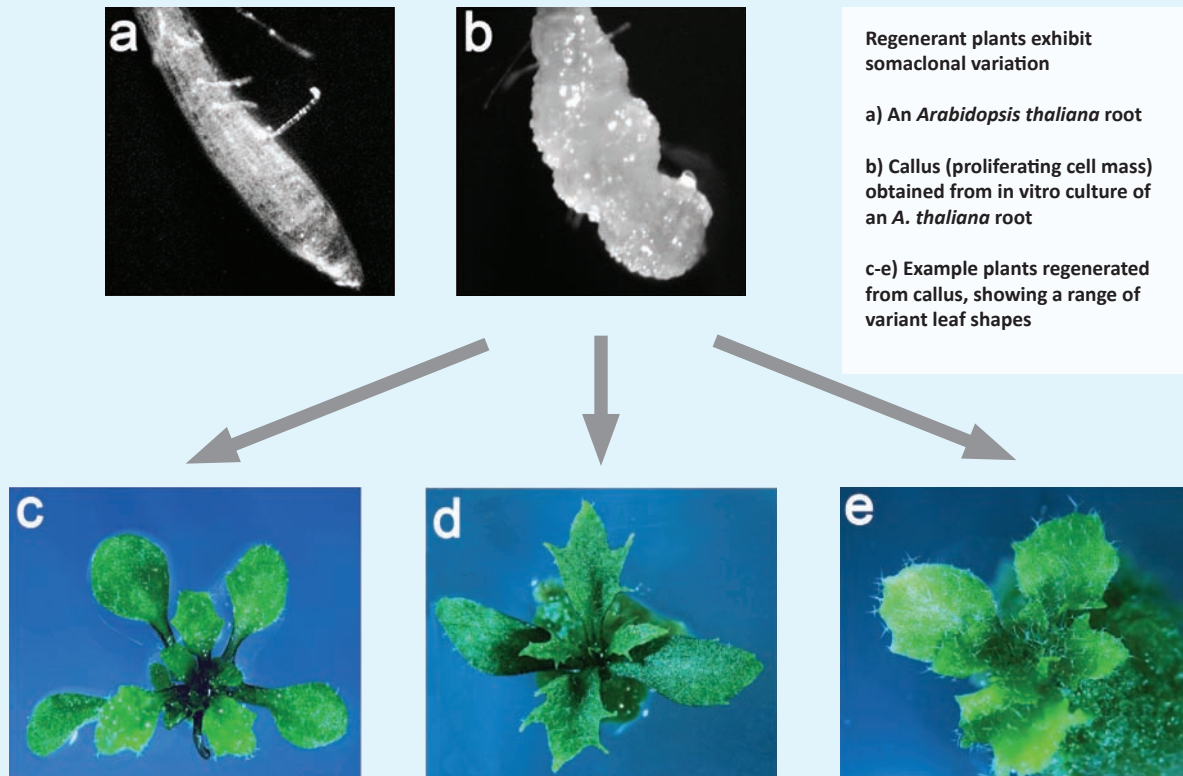 a
b
Regenerant plants exhibit
somaclonal variation
a) An Arabidopsis thaliana root
b) Callus (proliferating cell mass)
obtained from in vitro culture of
an A. thaliana root
c-e) Example plants regenerated
from callus, showing a range of
variant leaf shapes
c
d
e